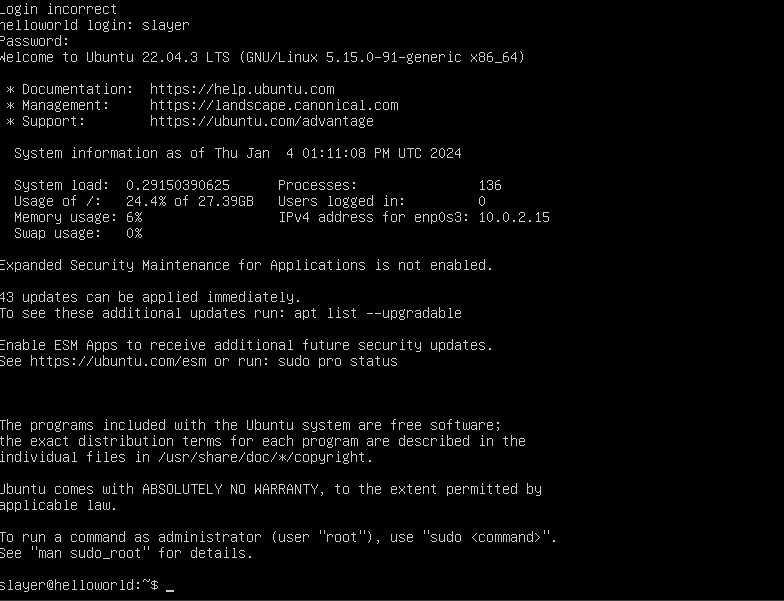 Login incorrect
helloworld login: slayer
Password:
Welcome to Ubuntu 22.04.3 LTS (GNU/Linux 5.15.0-91-generic x86_64)
* Documentation:  https://help.ubuntu.com
* Management:     https://landscape.canonical.com
* Support:        https://ubuntu.com/advantage
System information as of Thu Jan  4 01:11:08 PM UTC 2024
System load:  0.29150390625      Processes:               136
Usage of /:   24.4% of 27.39GB   Users logged in:         0
Memory usage: 6%                 IPv4 address for enp0s3: 10.0.2.15
Swap usage:   0%
Expanded Security Maintenance for Applications is not enabled.
43 updates can be applied immediately.
To see these additional updates run: apt list --upgradable
Enable ESM Apps to receive additional future security updates.
See https://ubuntu.com/esm or run: sudo pro status
The programs included with the Ubuntu system are free software;
the exact distribution terms for each program are described in the
individual files in /usr/share/doc/*/copyright.
Ubuntu comes with ABSOLUTELY NO WARRANTY, to the extent permitted by
applicable law.
To run a command as administrator (user "root"), use "sudo <command>".
See "man sudo_root" for details.
slayer@helloworld:~$ _